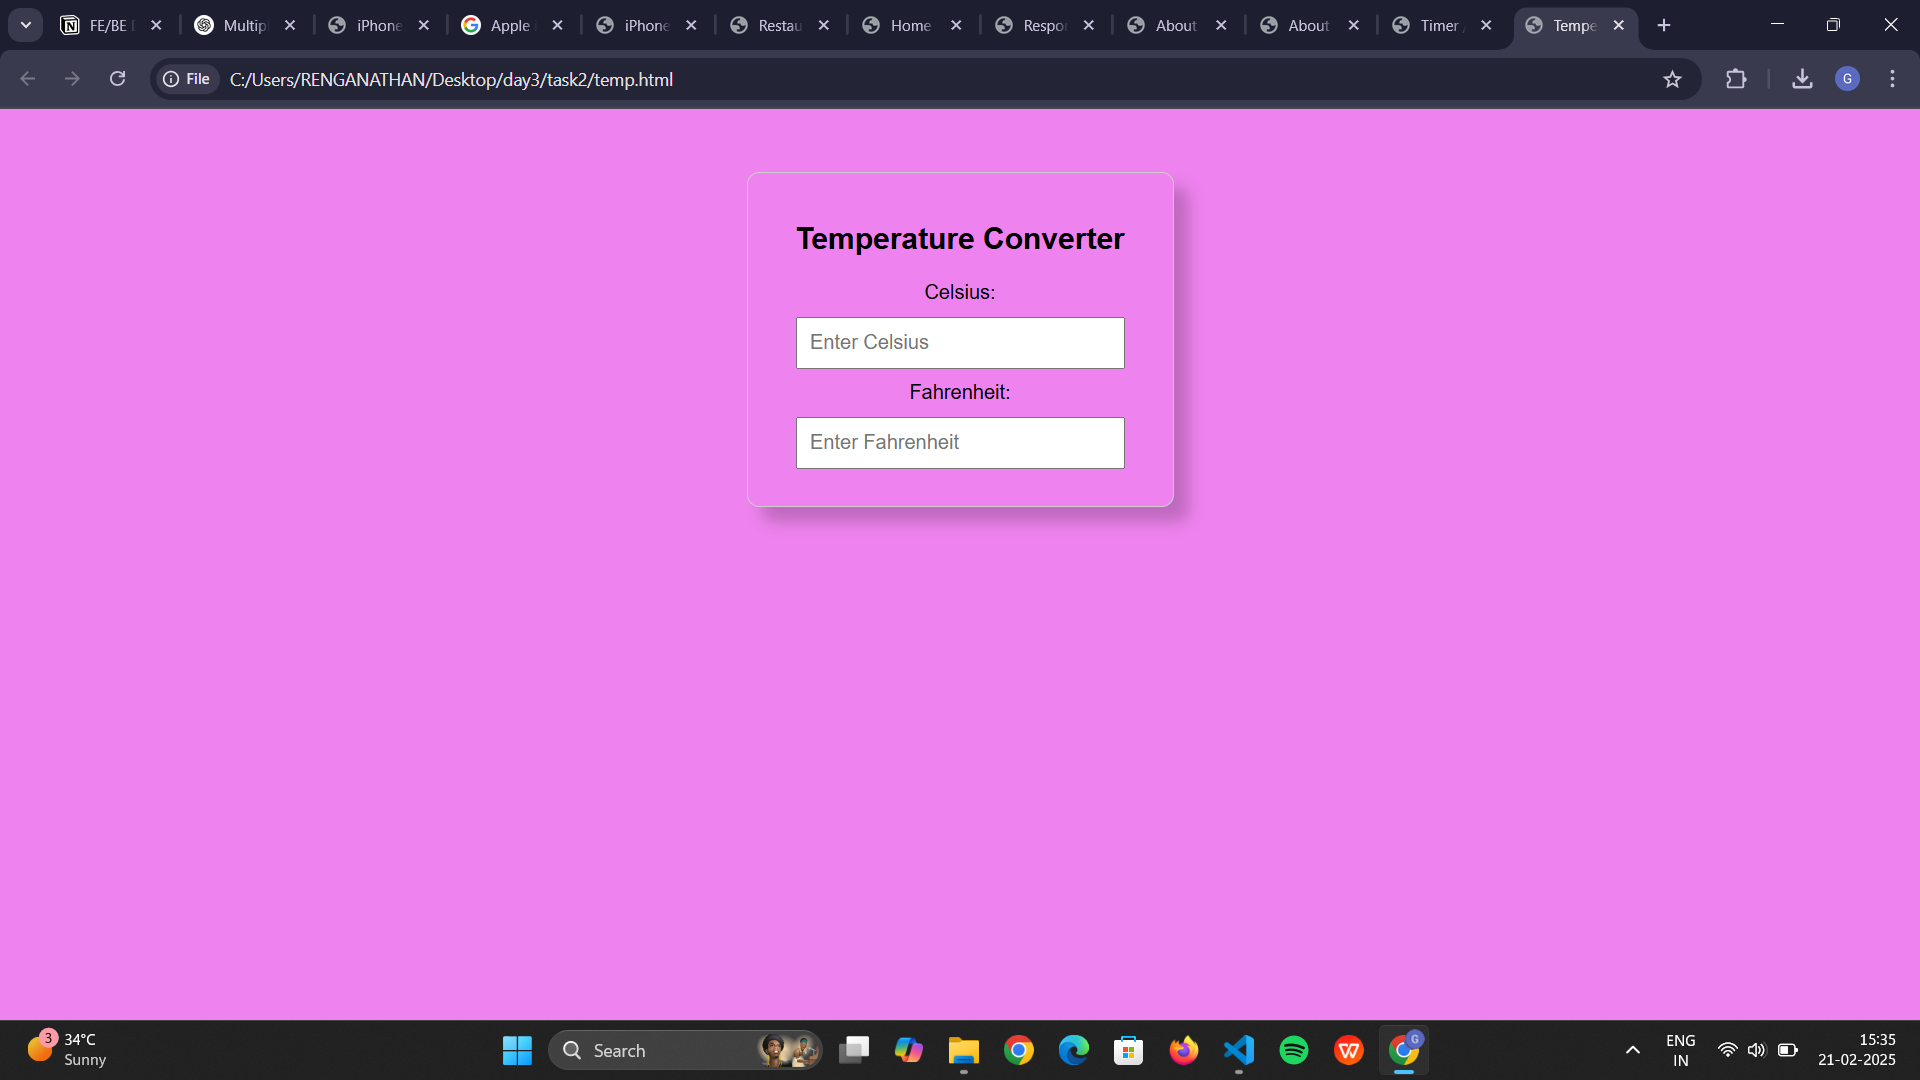 FE/BE
Multipl
iPhone
Apple
iPhone
Restau
Home
Respon
About
About
Timer
Tempe
File
C:/Users/RENGANATHAN/Desktop/day3/task2/temp.html
G
Temperature Converter
Celsius:
Enter Celsius
Fahrenheit:
Enter Fahrenheit
3
34°C
Sunny
Search
W
G
ENG
IN
15:35
21-02-2025